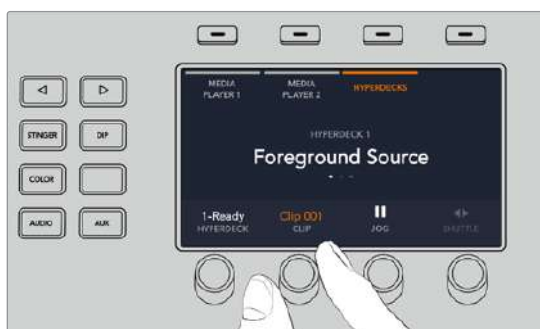 MEDIA PLAYER 1
MEDIA PLAYER 2
HYPERDECKS
HYPERDECK 1
Foreground Source
1-Ready
HYPERDECK
Clip 001
CLIP
JOG
SHUTTLE
STINGER
DIP
COLOR
AUDIO
AUX